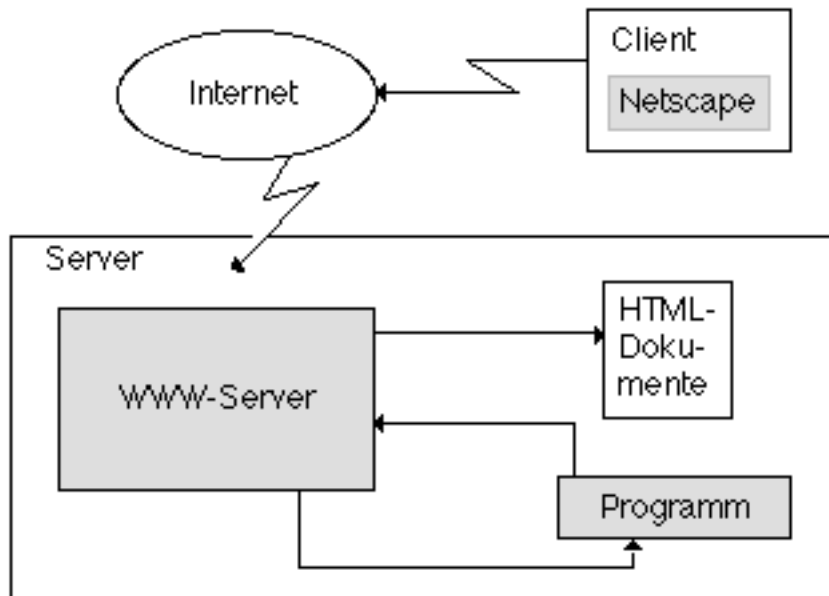 Client
Internet
Netscape
Server
HTML-
Doku-
mente
WWW-Server
Programm